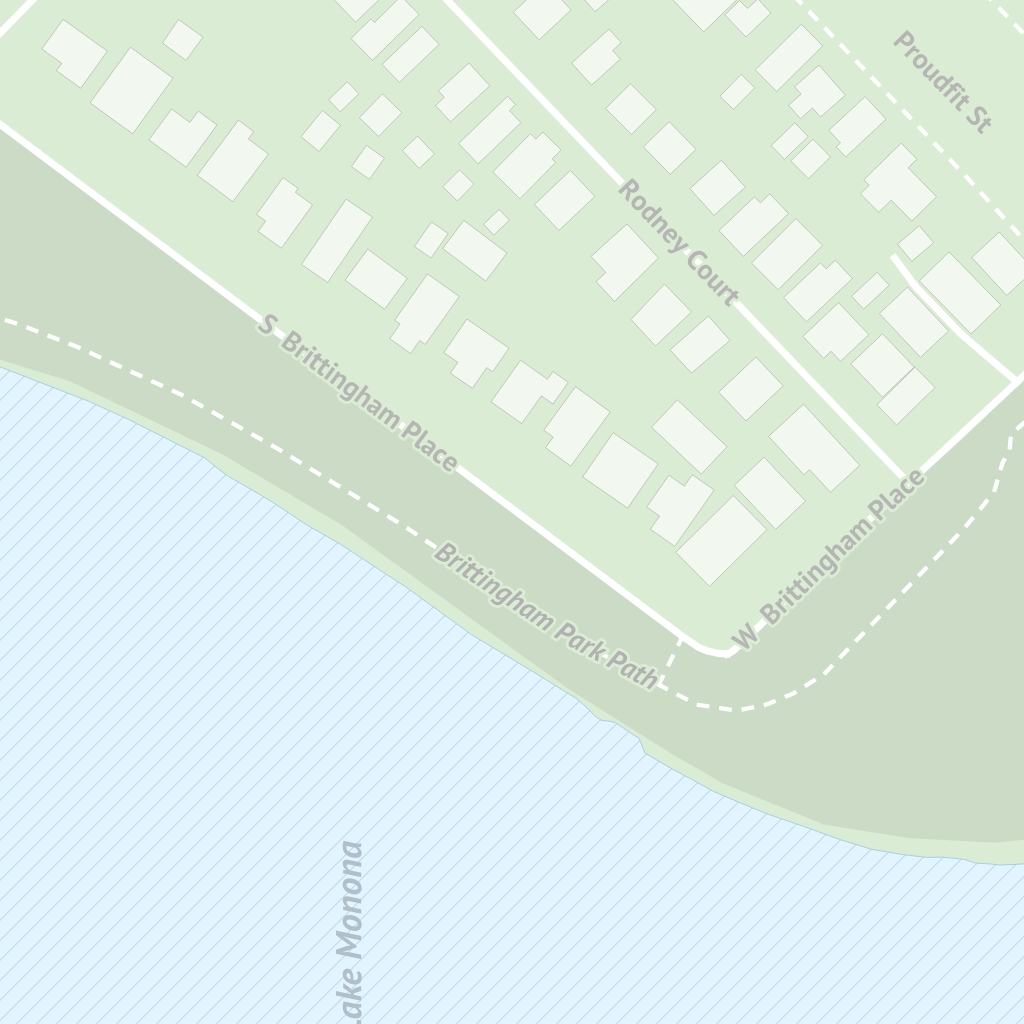 Proudfit St
Rodney Court
S Brittingham Place
W Brittingham Place
Brittingham Park Path
Lake Monona